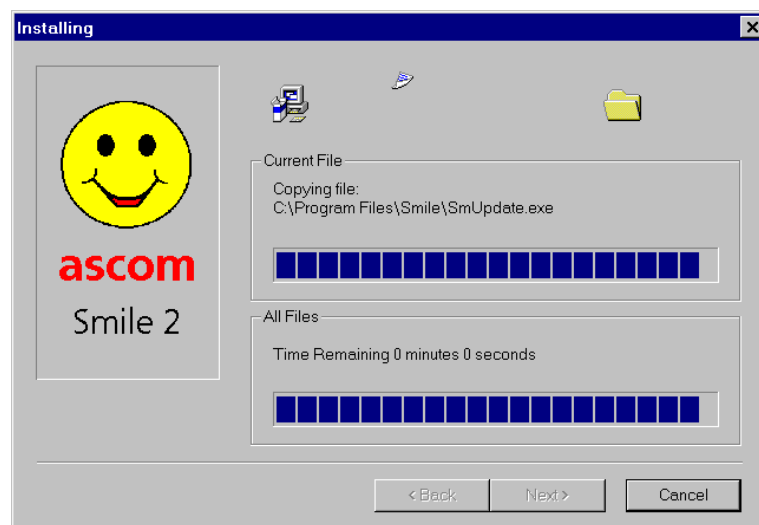 Installing
ascom
Smile 2
Current File
Copying file:
C:\Program Files\Smile\SmUpdate.exe
All Files
Time Remaining 0 minutes 0 seconds
< Back
Next >
Cancel